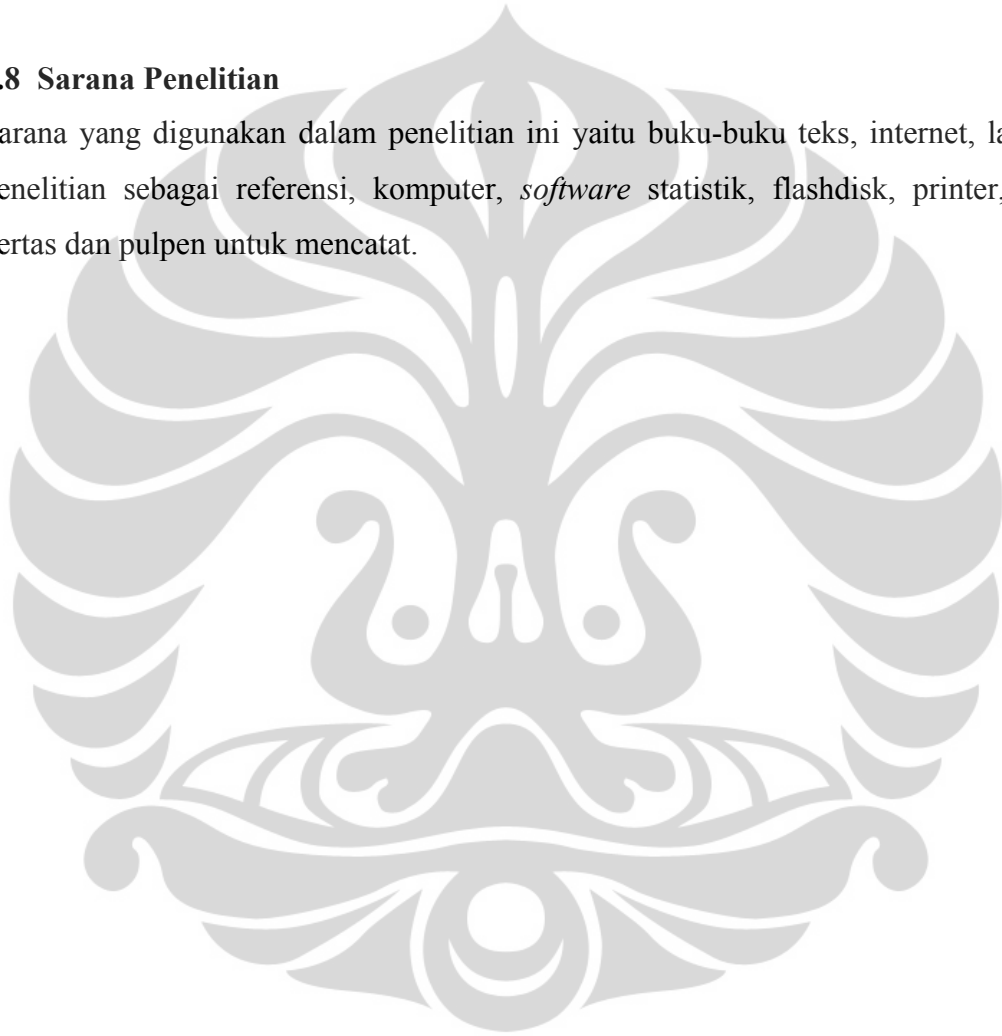 .8 Sarana Penelitian
arana yang digunakan dalam penelitian ini yaitu buku-buku teks, internet, la
enelitian sebagai referensi, komputer, software statistik, flashdisk, printer,
ertas dan pulpen untuk mencatat.